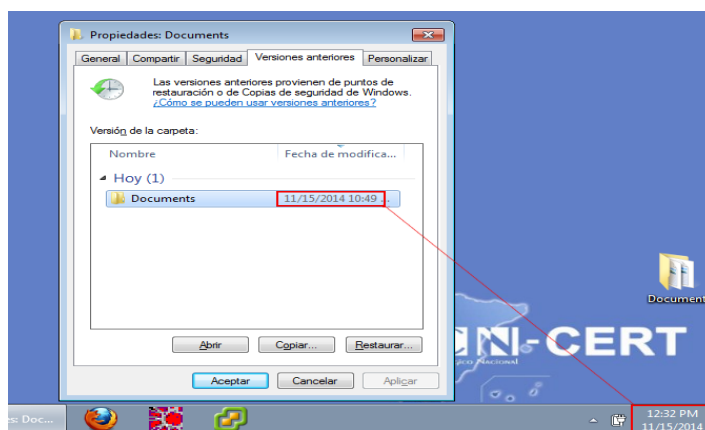 Propiedades: Documents
General Compartir Seguridad Versiones anteriores Personalizar
Las versiones anteriores provienen de puntos de
restauración o de Copias de seguridad de Windows.
¿Cómo se pueden usar versiones anteriores?
Versión de la carpeta:
Nombre Fecha de modifica...
Hoy (1)
Documents 11/15/2014 10:49 ...
Abrir Copiar... Restaurar...
Aceptar Cancelar Aplicar
Document
-CERT
Nacional
s: Doc...
12:32 PM
11/15/2014